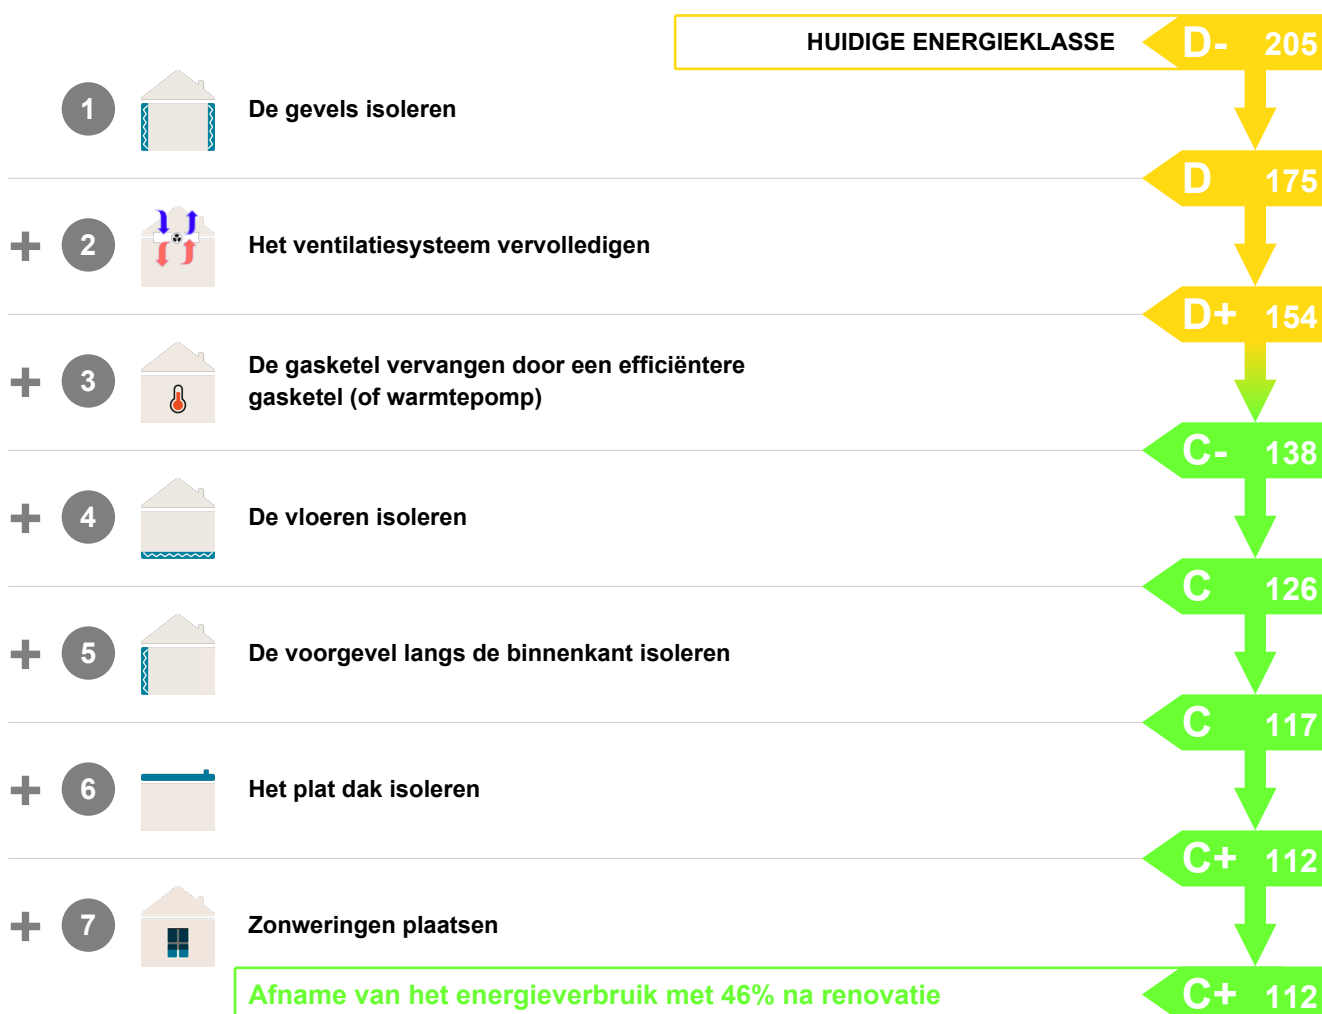 HUIDIGE ENERGIEKLASSE D- 205
1 De gevels isoleren
D 175
+ 2 Het ventilatiesysteem vervolledigen
D+ 154
+ 3 De gasketel vervangen door een efficiëntere
gasketel (of warmtepomp)
C- 138
+ 4 De vloeren isoleren
C 126
+ 5 De voorgevel langs de binnenkant isoleren
C 117
+ 6 Het plat dak isoleren
C+ 112
+ 7 Zonweringen plaatsen
Afname van het energieverbruik met 46% na renovatie C+ 112